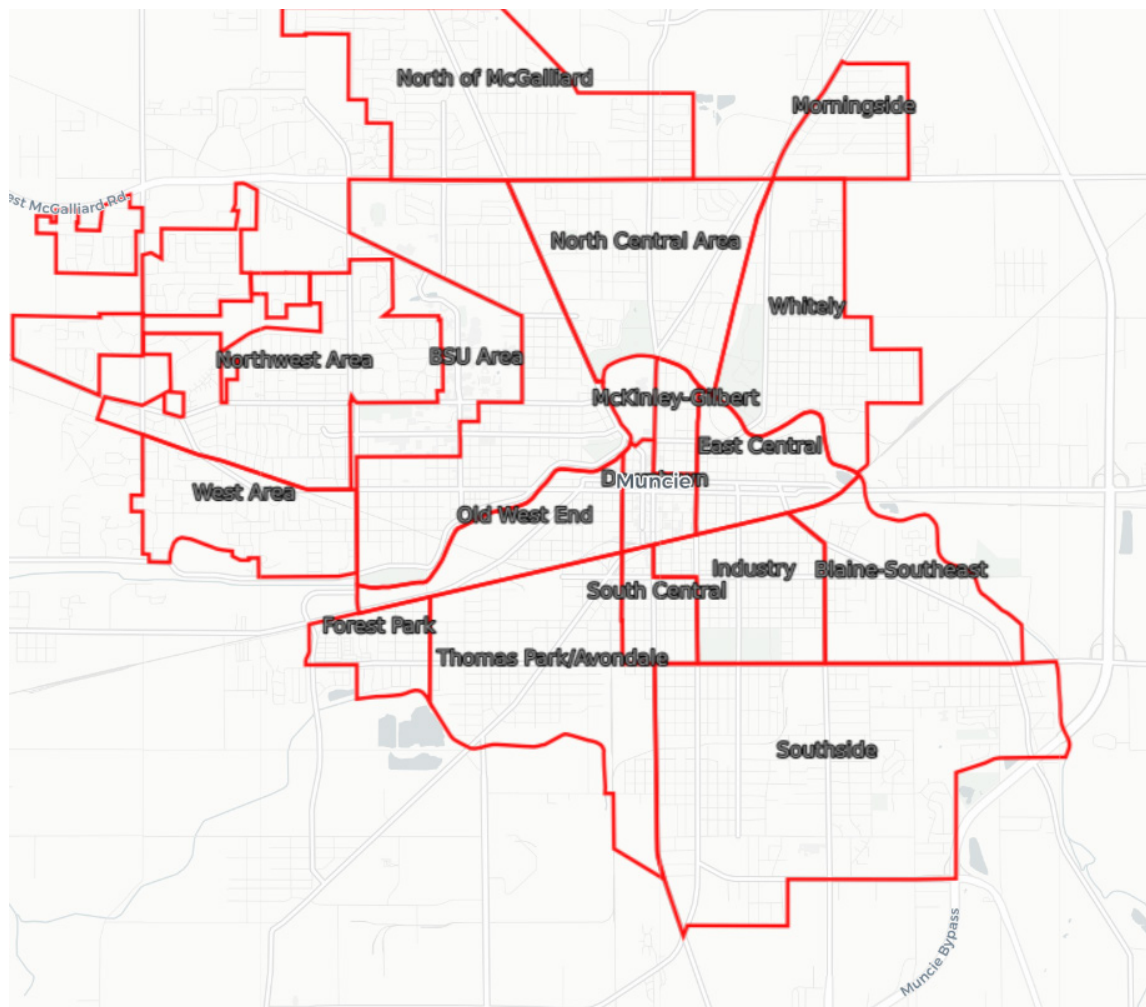 North of McGalliard
Morningside
est McGalliard Rd
North Central Area
Whitely
Northwest Area
BSU Area
McKinley-Gilbert
East Central
Muncie
West Area
Old West End
Industry
Blaine-Southeast
South Central
Forest Park
Thomas Park/Avondale
Southside
Muncie Bypass